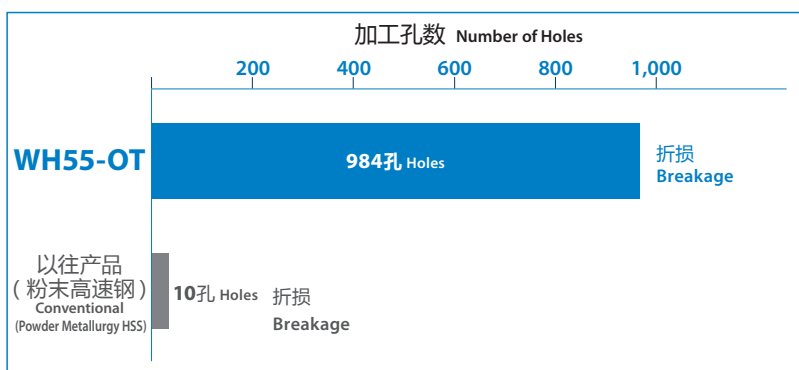 加工孔数 Number of Holes
200 400 600 800 1,000
WH55-OT
984孔 Holes
折损
Breakage
以往产品
(粉末高速钢)
Conventional
(Powder Metallurgy HSS)
10孔 Holes
折损
Breakage